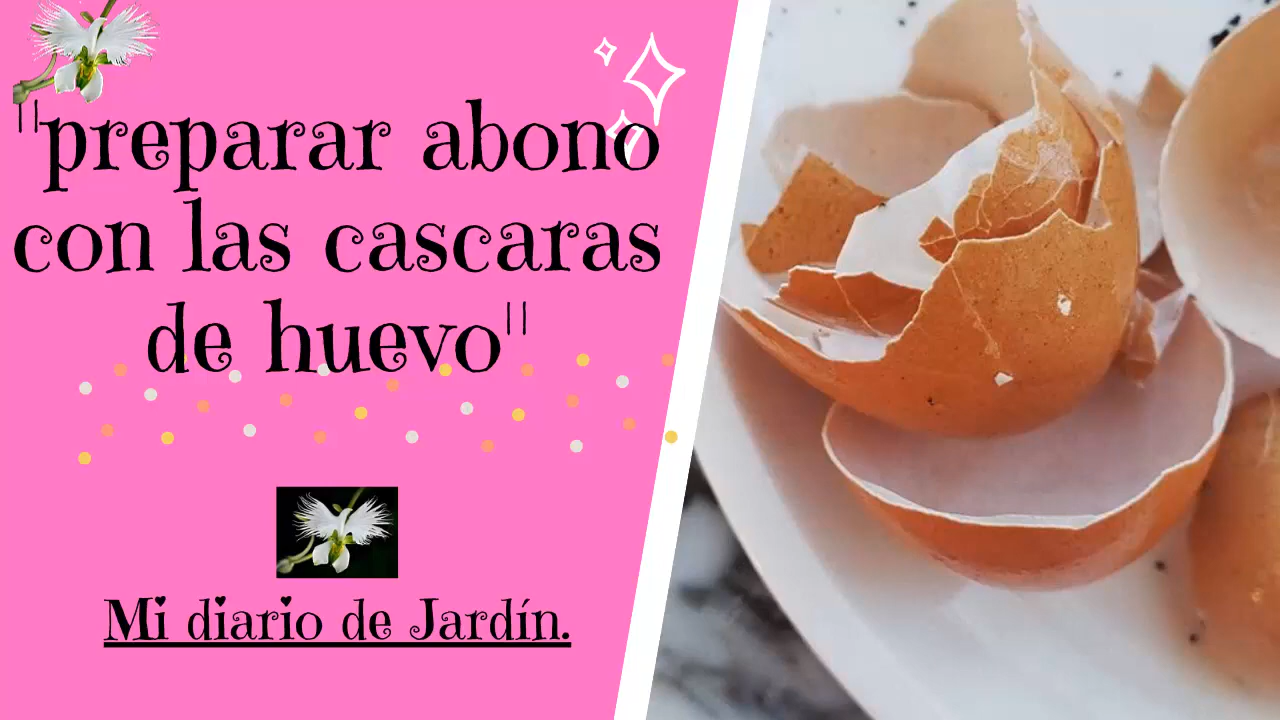 "preparar abono
con las cascaras
de huevo"
Mi diario de Jardín.